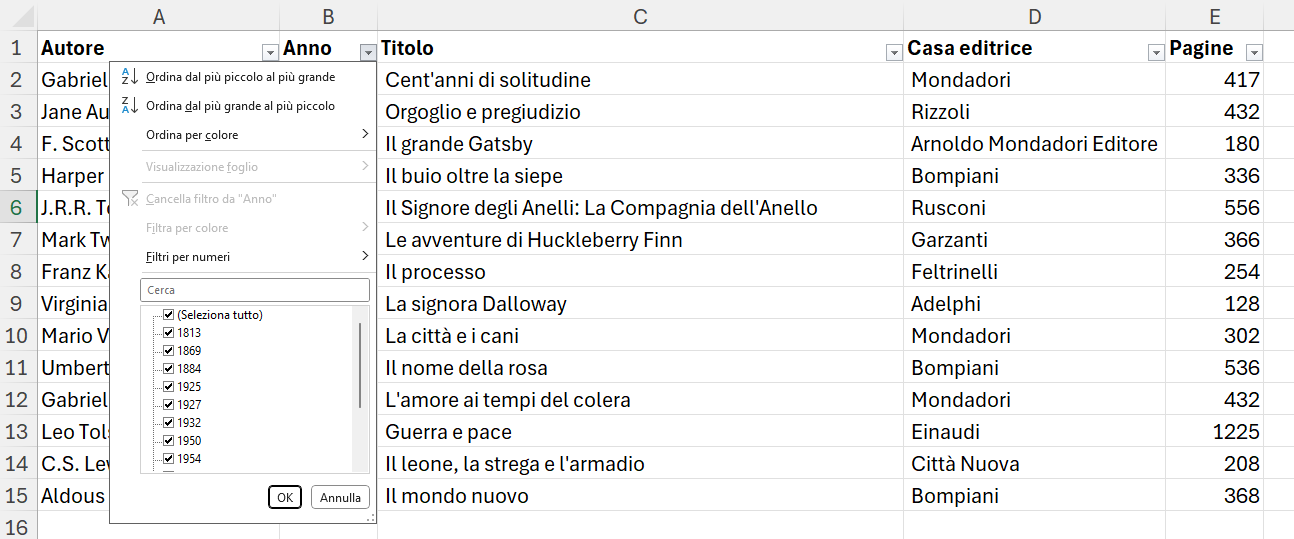 A B C D E
1 Autore Anno Titolo Casa editrice Pagine
2 Gabriel Cent'anni di solitudine Mondadori 417
3 Jane Au Orgoglio e pregiudizio Rizzoli 432
4 F. Scott Il grande Gatsby Arnoldo Mondadori Editore 180
5 Harper Il buio oltre la siepe Bompiani 336
6 J.R.R. To Il Signore degli Anelli: La Compagnia dell'Anello Rusconi 556
7 Mark Tw Le avventure di Huckleberry Finn Garzanti 366
8 Franz Ka Il processo Feltrinelli 254
9 Virginia La signora Dalloway Adelphi 128
10 Mario V La città e i cani Mondadori 302
11 Umbert Il nome della rosa Bompiani 536
12 Gabriel L'amore ai tempi del colera Mondadori 432
13 Leo Tols Guerra e pace Einaudi 1225
14 C.S. Lew Il leone, la strega e l'armadio Città Nuova 208
15 Aldous Il mondo nuovo Bompiani 368
16
Ordina dal più piccolo al più grande
Ordina dal più grande al più piccolo
Ordina per colore
Visualizzazione foglio
Cancella filtro da "Anno"
Filtra per colore
Filtri per numeri
Cerca
(Seleziona tutto)
1813
1869
1884
1925
1927
1932
1950
1954
OK Annulla